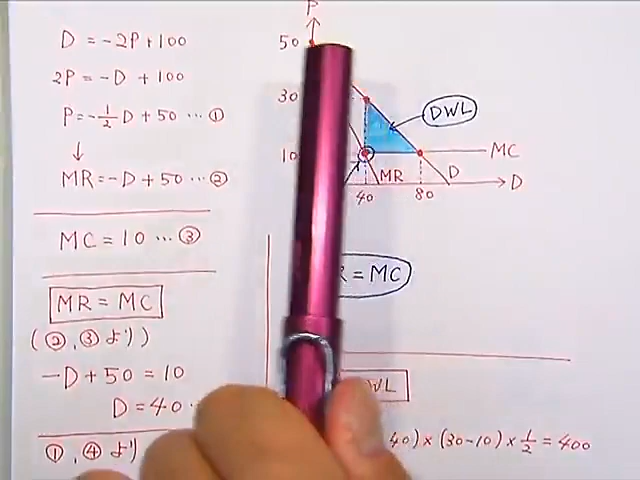 D = -2P + 100
2P = -D + 100
P = -1/2 D + 50 … ①
↓
MR = -D + 50 … ②
MC = 10 … ③
MR = MC
(②, ③ より)
-D + 50 = 10
D = 40
①, ④ より
P
50
30
10
DWL
MC
MR
D
D
40
80
= MC
WL
40) × (30-10) × 1/2 = 400